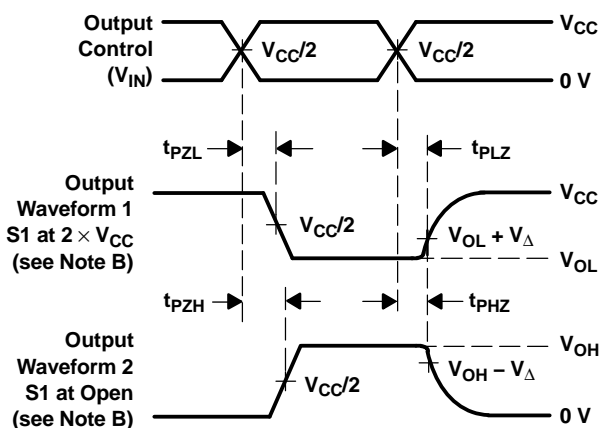 Output
Control
(VIN)
VCC
VCC/2
VCC/2
0 V
tPZL
tPLZ
Output
Waveform 1
S1 at 2 × VCC
(see Note B)
VCC
VCC/2
VOL + VΔ
VOL
tPZH
tPHZ
Output
Waveform 2
S1 at Open
(see Note B)
VOH
VCC/2
VOH − VΔ
0 V